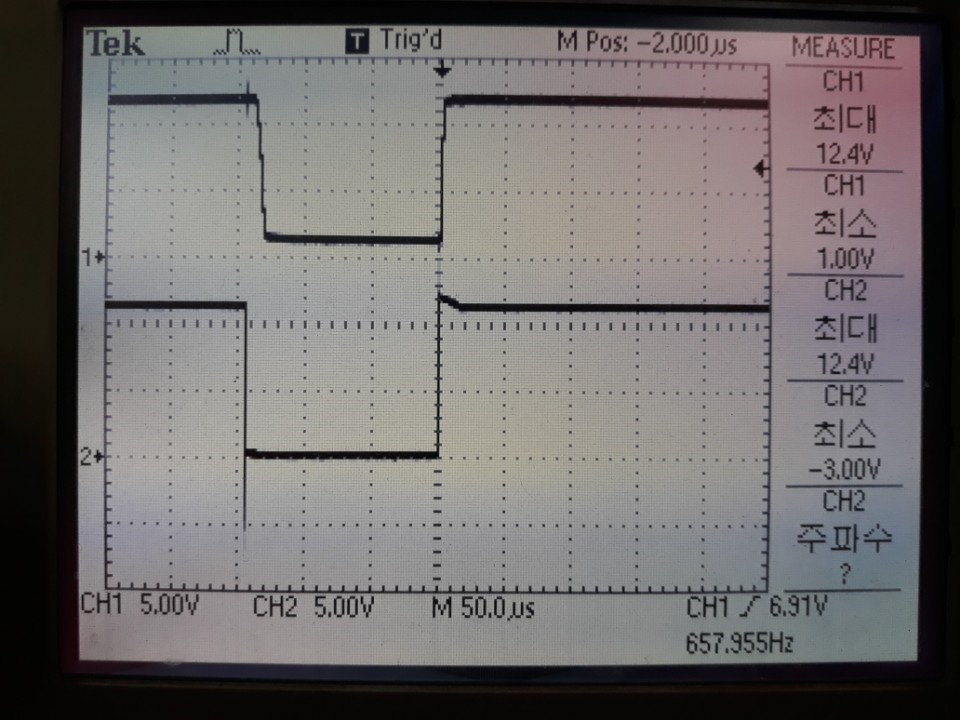 Tek T Trig'd M Pos: -2.000µs MEASURE
CH1
최대
12.4V
CH1
최소
1.00V
CH2
최대
12.4V
CH2
최소
-3.00V
CH2
주파수
?
1
2
CH1 5.00V CH2 5.00V M 50.0µs CH1 6.91V
657.955Hz